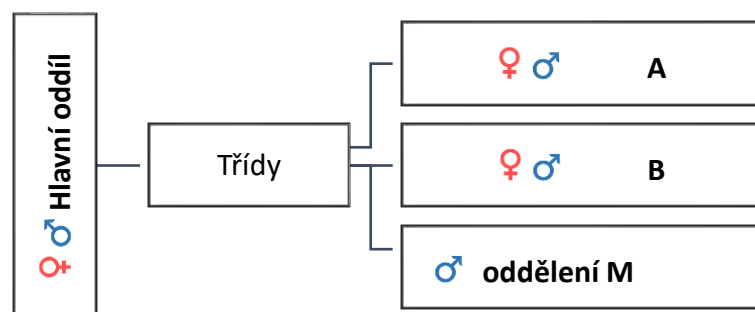 ♀♂ Hlavní oddíl
Třídy
♀ ♂ A
♀ ♂ B
♂ oddělení M